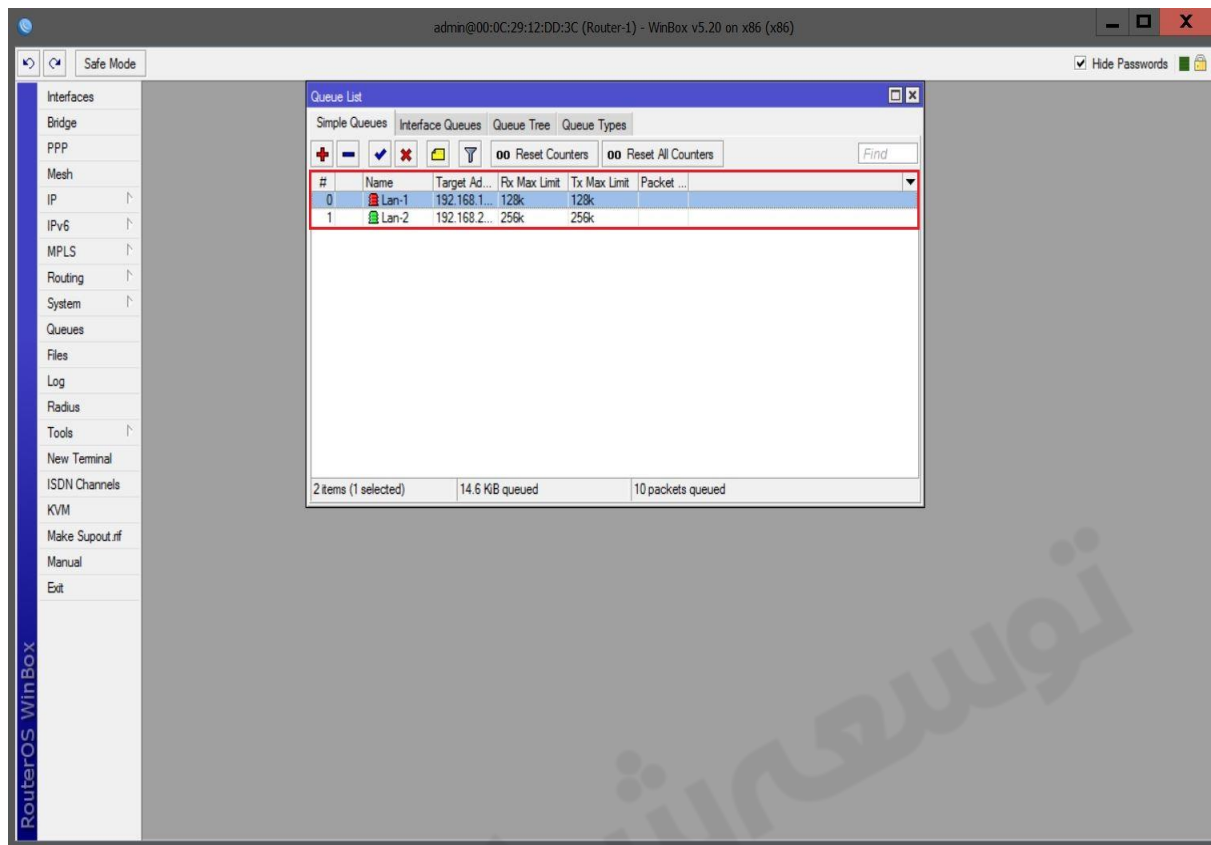 admin@00:0C:29:12:DD:3C (Router-1) - WinBox v5.20 on x86 (x86)
Safe Mode
Hide Passwords
Interfaces
Bridge
PPP
Mesh
IP
IPv6
MPLS
Routing
System
Queues
Files
Log
Radius
Tools
New Terminal
ISDN Channels
KVM
Make Supout.rif
Manual
Exit
RouterOS WinBox
Queue List
Simple Queues Interface Queues Queue Tree Queue Types
00 Reset Counters 00 Reset All Counters Find
# Name Target Ad... Rx Max Limit Tx Max Limit Packet ...
0 Lan-1 192.168.1... 128k 128k
1 Lan-2 192.168.2... 256k 256k
2 items (1 selected) 14.6 KiB queued 10 packets queued
توسعه